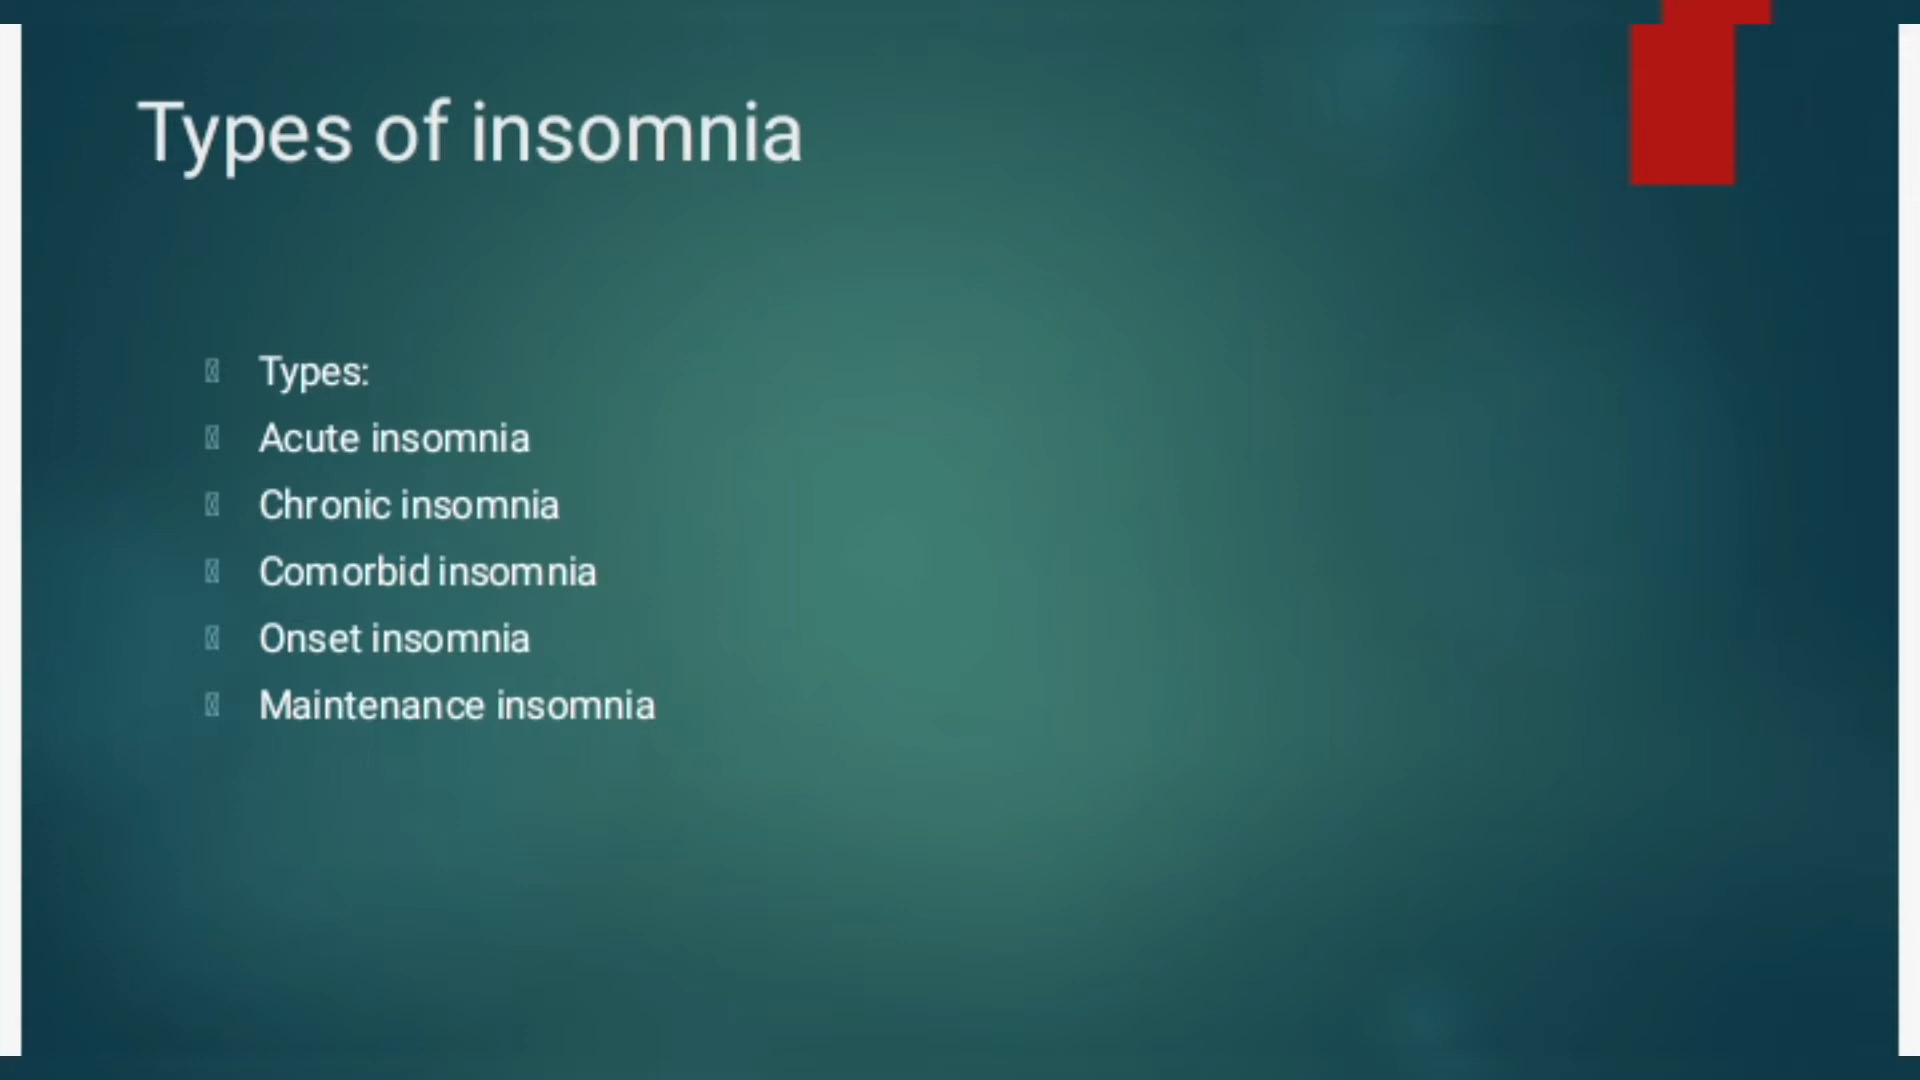 Types of insomnia
Types:
Acute insomnia
Chronic insomnia
Comorbid insomnia
Onset insomnia
Maintenance insomnia